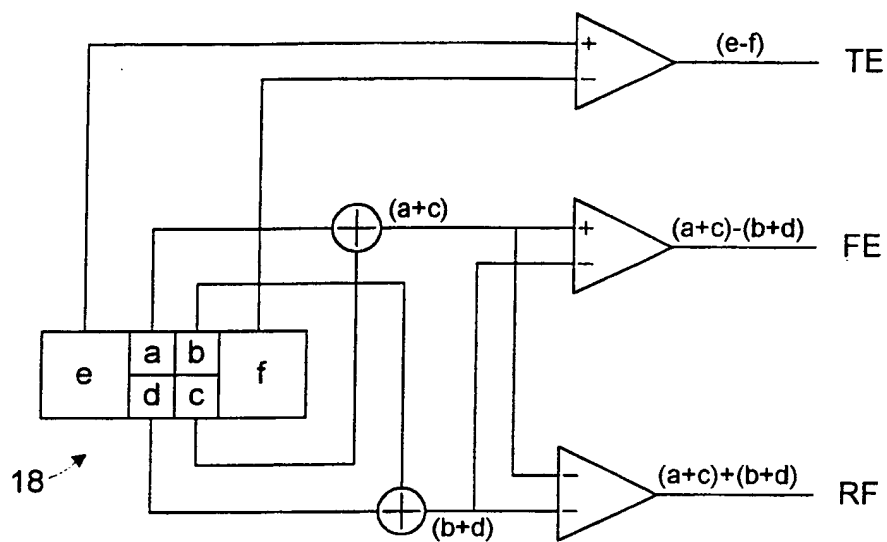 + (e-f) TE
−
(a+c) + (a+c)-(b+d) FE
−
e a b f
d c
18
− (a+c)+(b+d) RF
(b+d) −